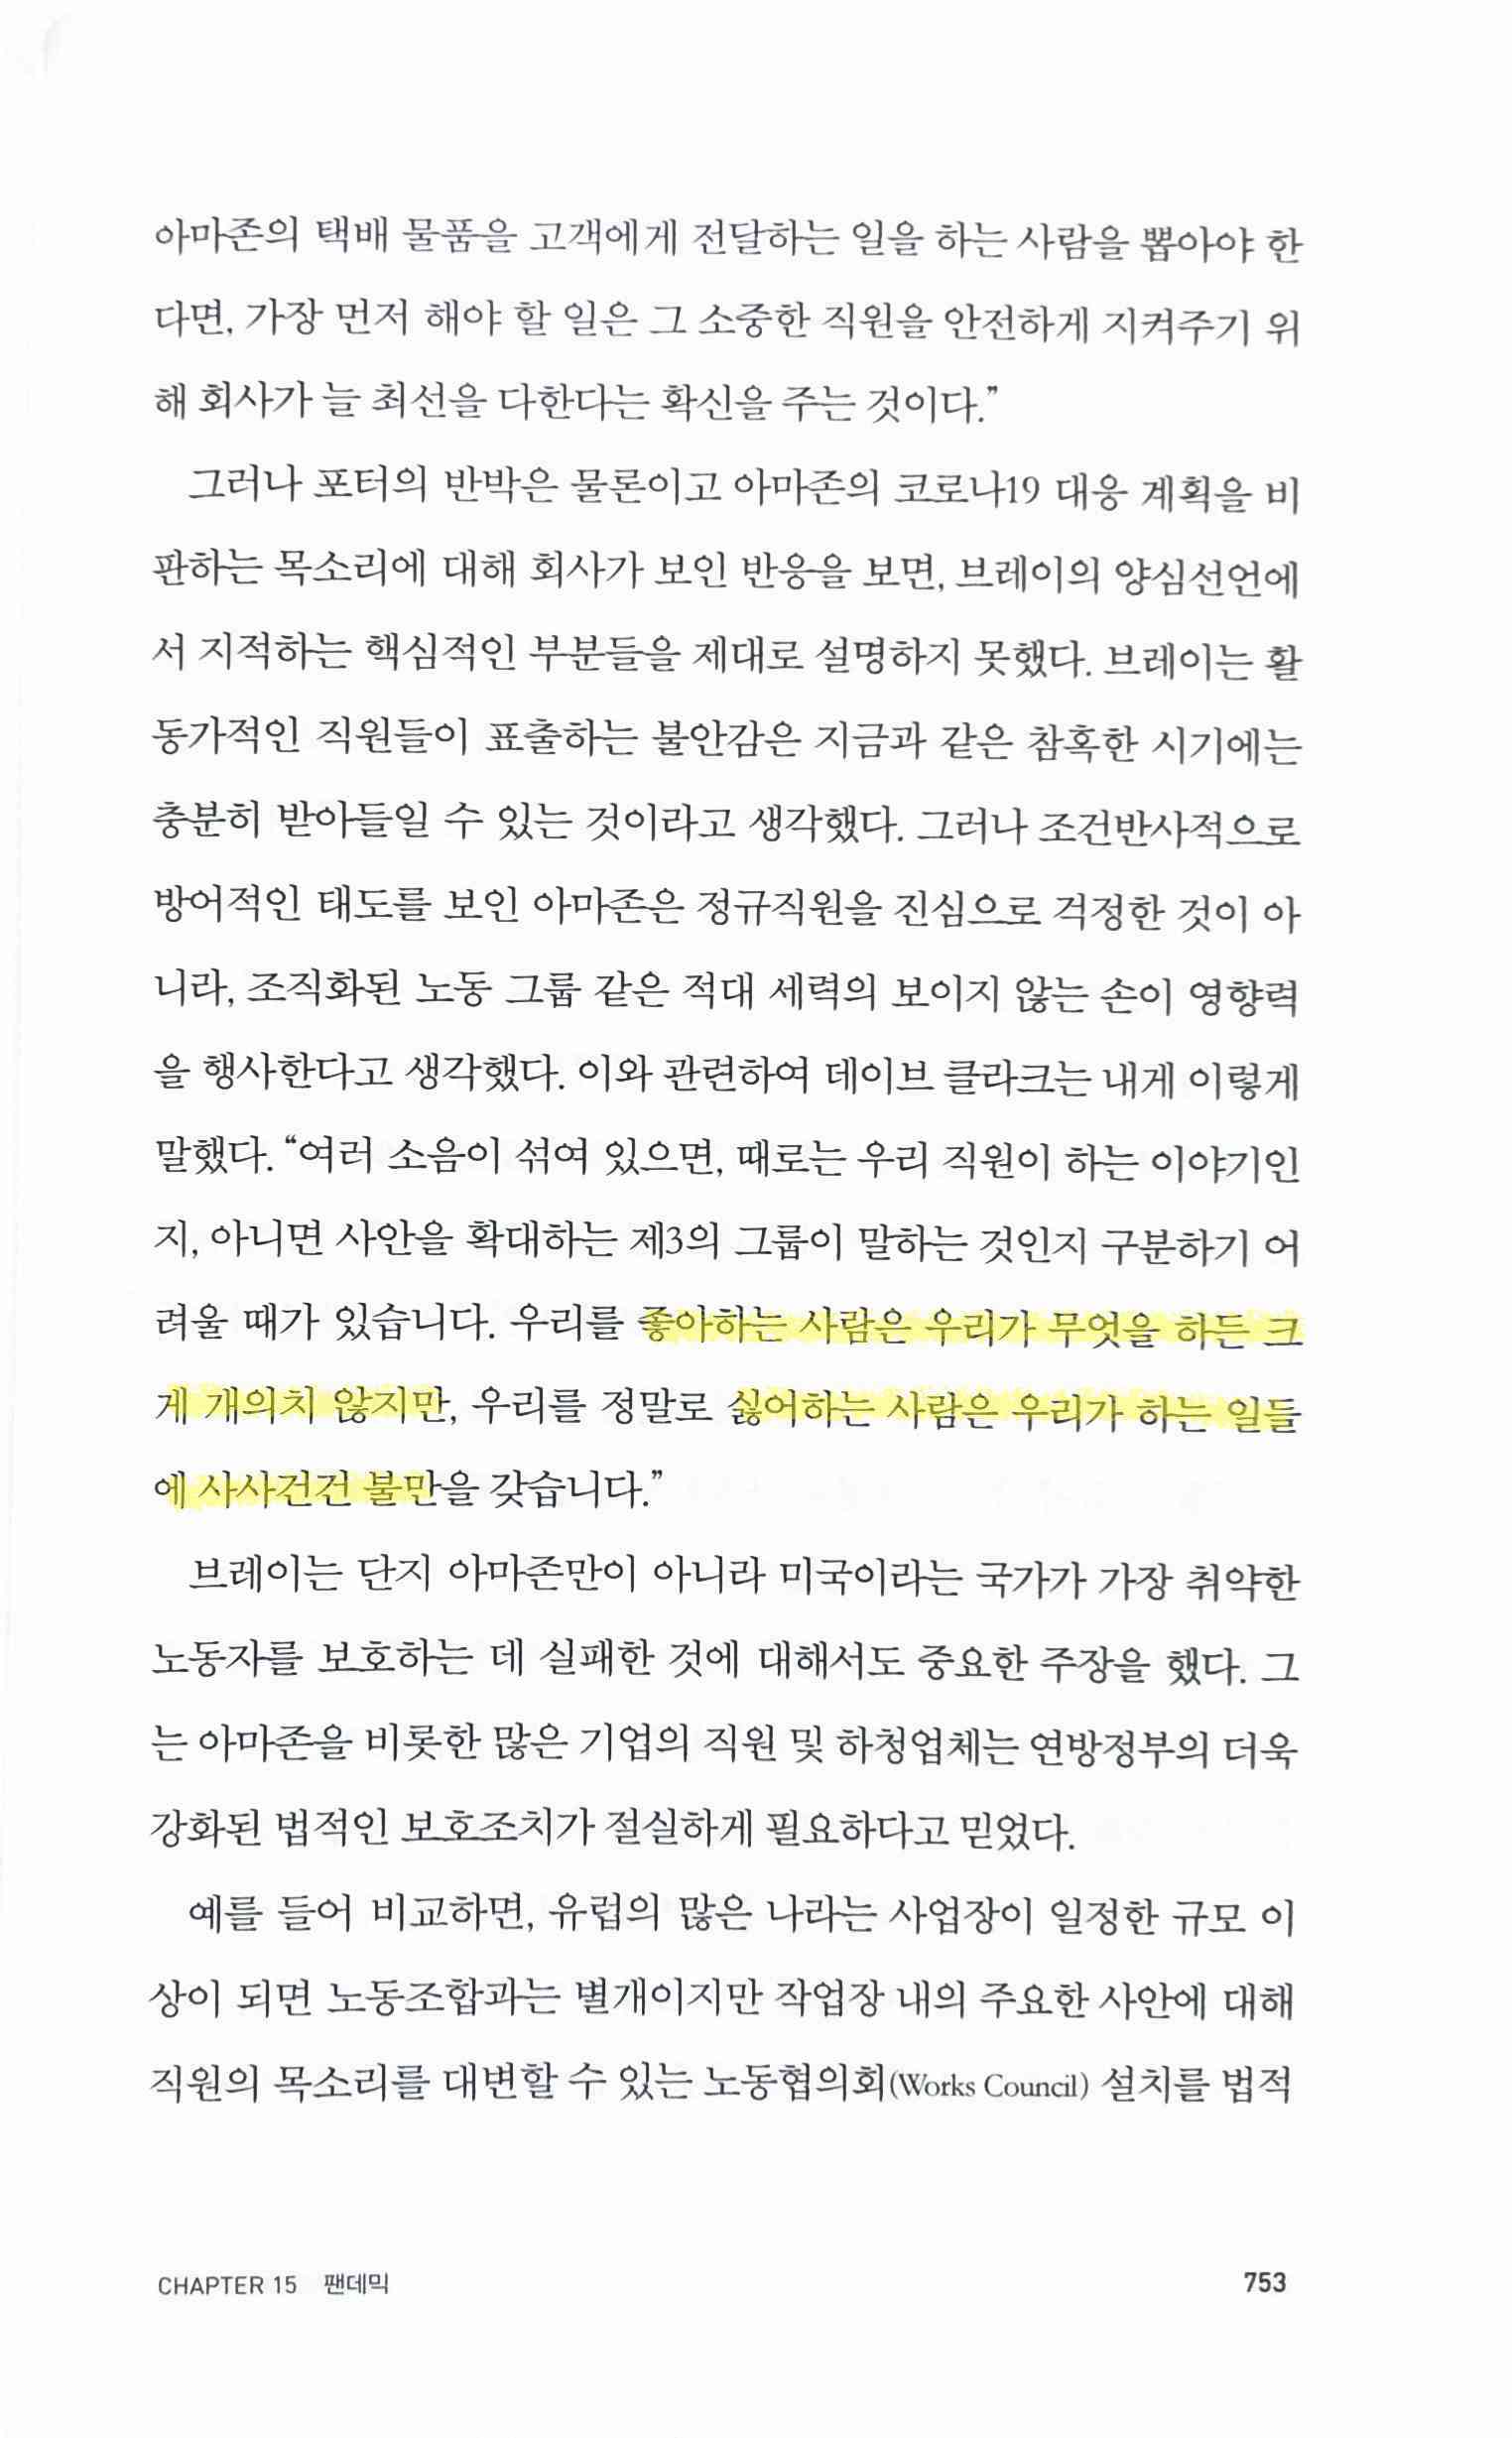 아마존의 택배 물품을 고객에게 전달하는 일을 하는 사람을 뽑아야 한
다면, 가장 먼저 해야 할 일은 그 소중한 직원을 안전하게 지켜주기 위
해 회사가 늘 최선을 다한다는 확신을 주는 것이다.”
그러나 포터의 반박은 물론이고 아마존의 코로나19 대응 계획을 비
판하는 목소리에 대해 회사가 보인 반응을 보면, 브레이의 양심선언에
서 지적하는 핵심적인 부분들을 제대로 설명하지 못했다. 브레이는 활
동가적인 직원들이 표출하는 불안감은 지금과 같은 참혹한 시기에는
충분히 받아들일 수 있는 것이라고 생각했다. 그러나 조건반사적으로
방어적인 태도를 보인 아마존은 정규직원을 진심으로 걱정한 것이 아
니라, 조직화된 노동 그룹 같은 적대 세력의 보이지 않는 손이 영향력
을 행사한다고 생각했다. 이와 관련하여 데이브 클라크는 내게 이렇게
말했다. “여러 소음이 섞여 있으면, 때로는 우리 직원이 하는 이야기인
지, 아니면 사안을 확대하는 제3의 그룹이 말하는 것인지 구분하기 어
려울 때가 있습니다. 우리를 좋아하는 사람은 우리가 무엇을 하든 크
게 개의치 않지만, 우리를 정말로 싫어하는 사람은 우리가 하는 일들
에 사사건건 불만을 갖습니다.”
브레이는 단지 아마존만이 아니라 미국이라는 국가가 가장 취약한
노동자를 보호하는 데 실패한 것에 대해서도 중요한 주장을 했다. 그
는 아마존을 비롯한 많은 기업의 직원 및 하청업체는 연방정부의 더욱
강화된 법적인 보호조치가 절실하게 필요하다고 믿었다.
예를 들어 비교하면, 유럽의 많은 나라는 사업장이 일정한 규모 이
상이 되면 노동조합과는 별개이지만 작업장 내의 주요한 사안에 대해
직원의 목소리를 대변할 수 있는 노동협의회(Works Council) 설치를 법적
CHAPTER 15 팬데믹
753